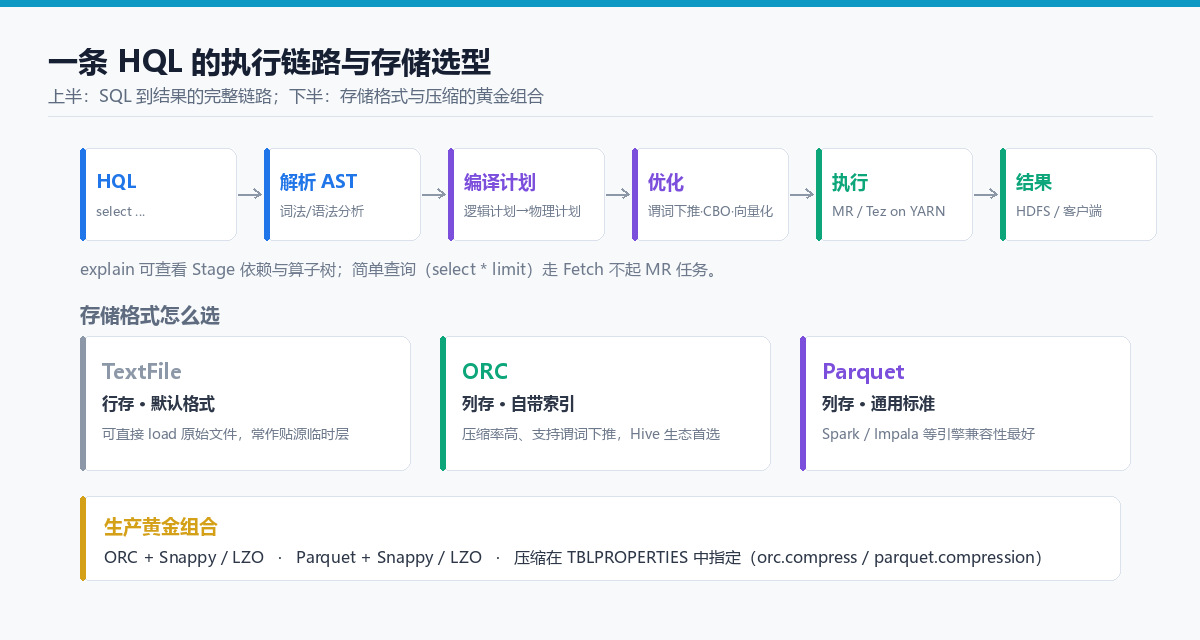 一条 HQL 的执行链路与存储选型
上半：SQL 到结果的完整链路；下半：存储格式与压缩的黄金组合
HQL
select ...
解析 AST
词法/语法分析
编译计划
逻辑计划→物理计划
优化
谓词下推·CBO·向量化
执行
MR / Tez on YARN
结果
HDFS / 客户端
explain 可查看 Stage 依赖与算子树；简单查询（select * limit）走 Fetch 不起 MR 任务。
存储格式怎么选
TextFile
行存 • 默认格式
可直接 load 原始文件，常作贴源临时层
ORC
列存 • 自带索引
压缩率高、支持谓词下推，Hive 生态首选
Parquet
列存 • 通用标准
Spark / Impala 等引擎兼容性最好
生产黄金组合
ORC + Snappy / LZO · Parquet + Snappy / LZO · 压缩在 TBLPROPERTIES 中指定（orc.compress / parquet.compression）